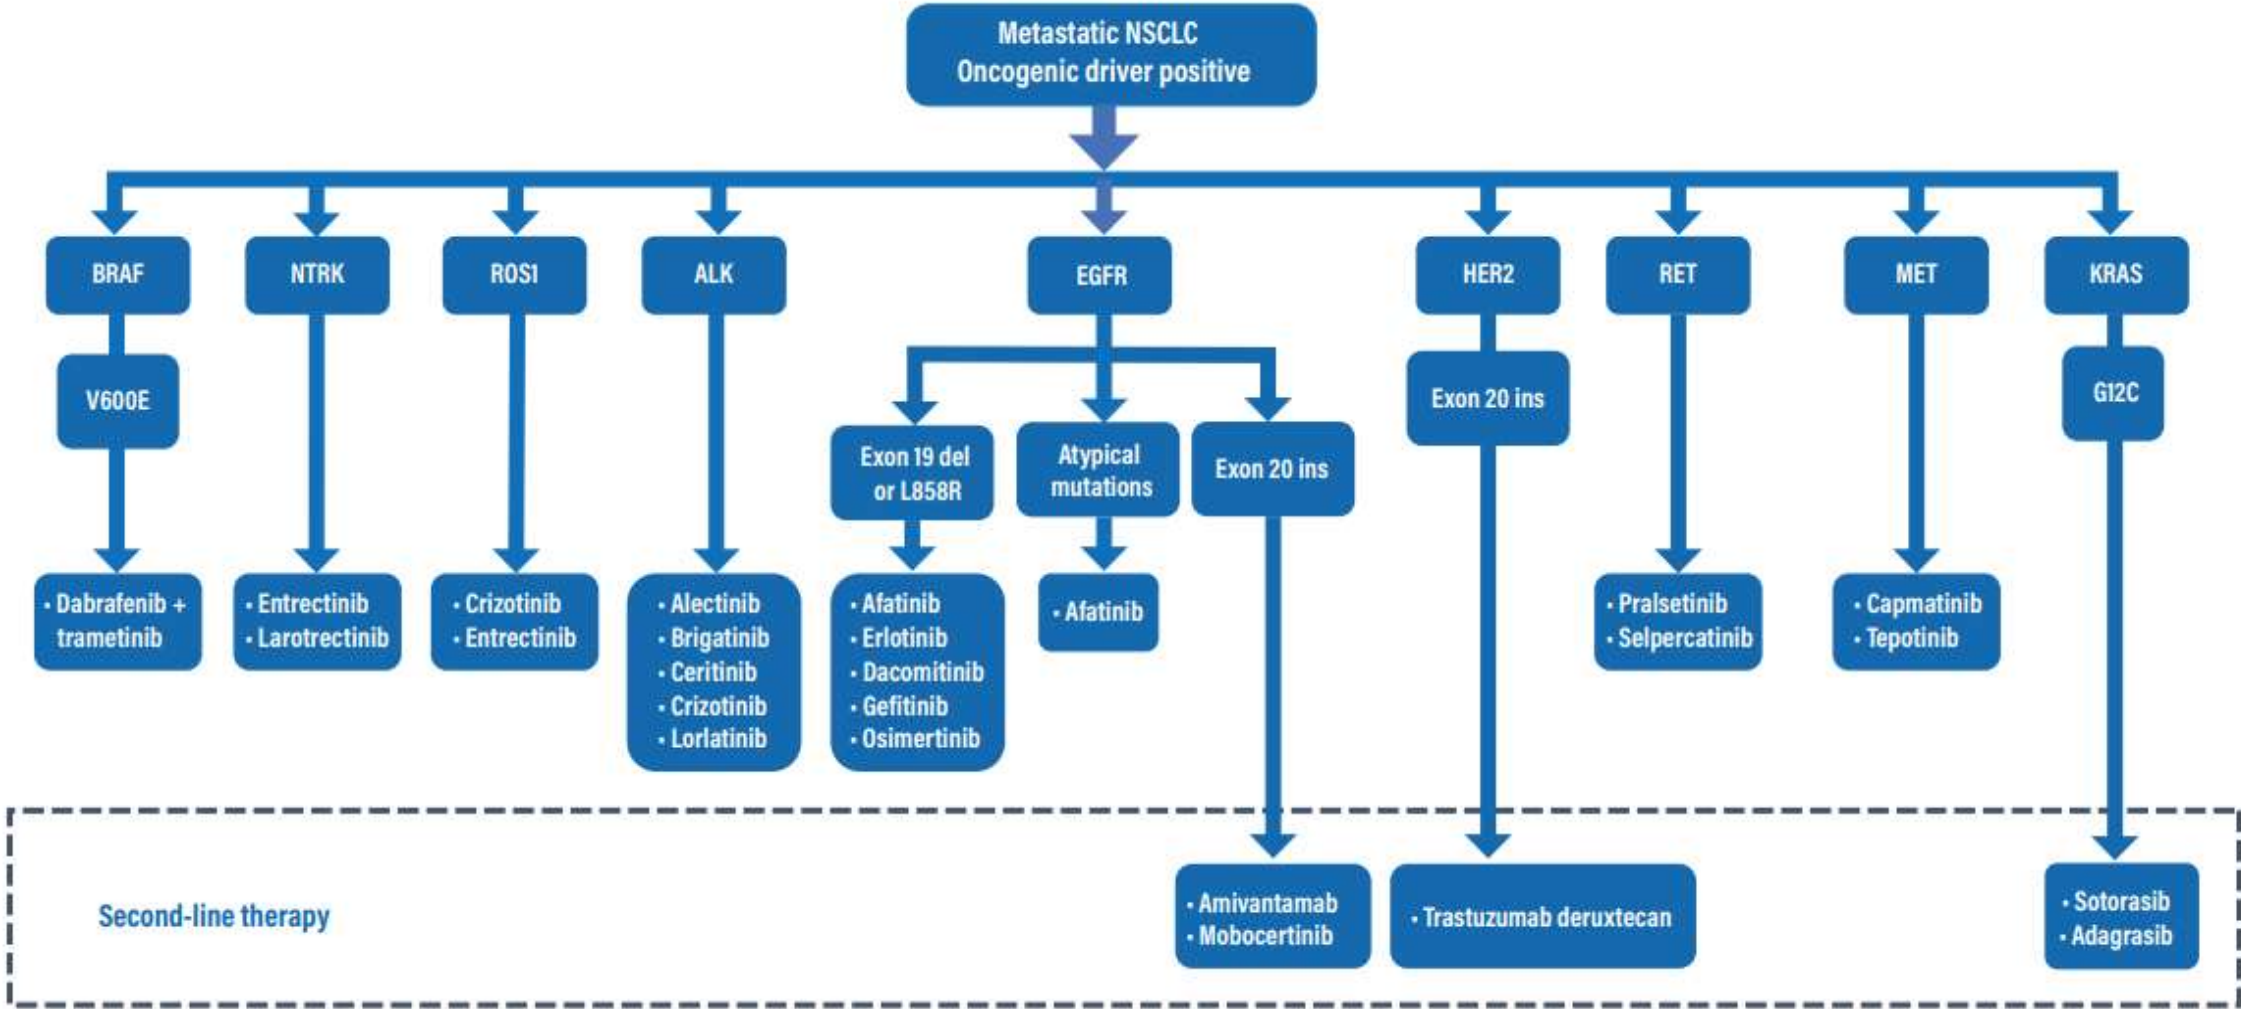 Metastatic NSCLC
Oncogenic driver positive
BRAF
NTRK
ROS1
ALK
EGFR
HER2
RET
MET
KRAS
V600E
Exon 20 ins
G12C
Exon 19 del
or L858R
Atypical
mutations
Exon 20 ins
• Dabrafenib +
trametinib
• Entrectinib
• Larotrectinib
• Crizotinib
• Entrectinib
• Alectinib
• Brigatinib
• Ceritinib
• Crizotinib
• Lorlatinib
• Afatinib
• Erlotinib
• Dacomitinib
• Gefitinib
• Osimertinib
• Afatinib
• Pralsetinib
• Selpercatinib
• Capmatinib
• Tepotinib
Second-line therapy
• Amivantamab
• Mobocertinib
• Trastuzumab deruxtecan
• Sotorasib
• Adagrasib